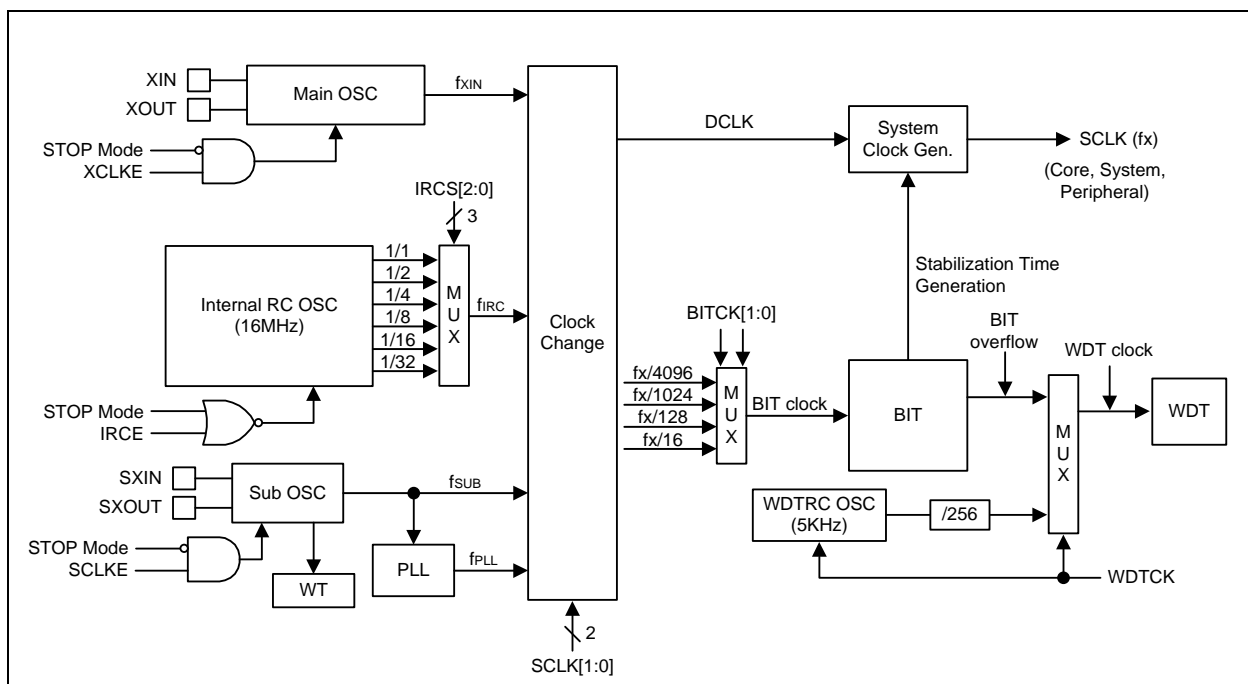 XIN
XOUT
Main OSC
fXIN
STOP Mode
XCLKE
DCLK
System
Clock Gen.
SCLK (fx)
(Core, System,
Peripheral)
IRCS[2:0]
3
Internal RC OSC
(16MHz)
1/1
1/2
1/4
1/8
1/16
1/32
M
U
X
fIRC
STOP Mode
IRCE
Clock
Change
Stabilization Time
Generation
BITCK[1:0]
fx/4096
fx/1024
fx/128
fx/16
M
U
X
BIT clock
BIT
BIT
overflow
WDT clock
M
U
X
WDT
SXIN
SXOUT
Sub OSC
fSUB
STOP Mode
SCLKE
WT
PLL
fPLL
WDTRC OSC
(5KHz)
/256
WDTCK
2
SCLK[1:0]